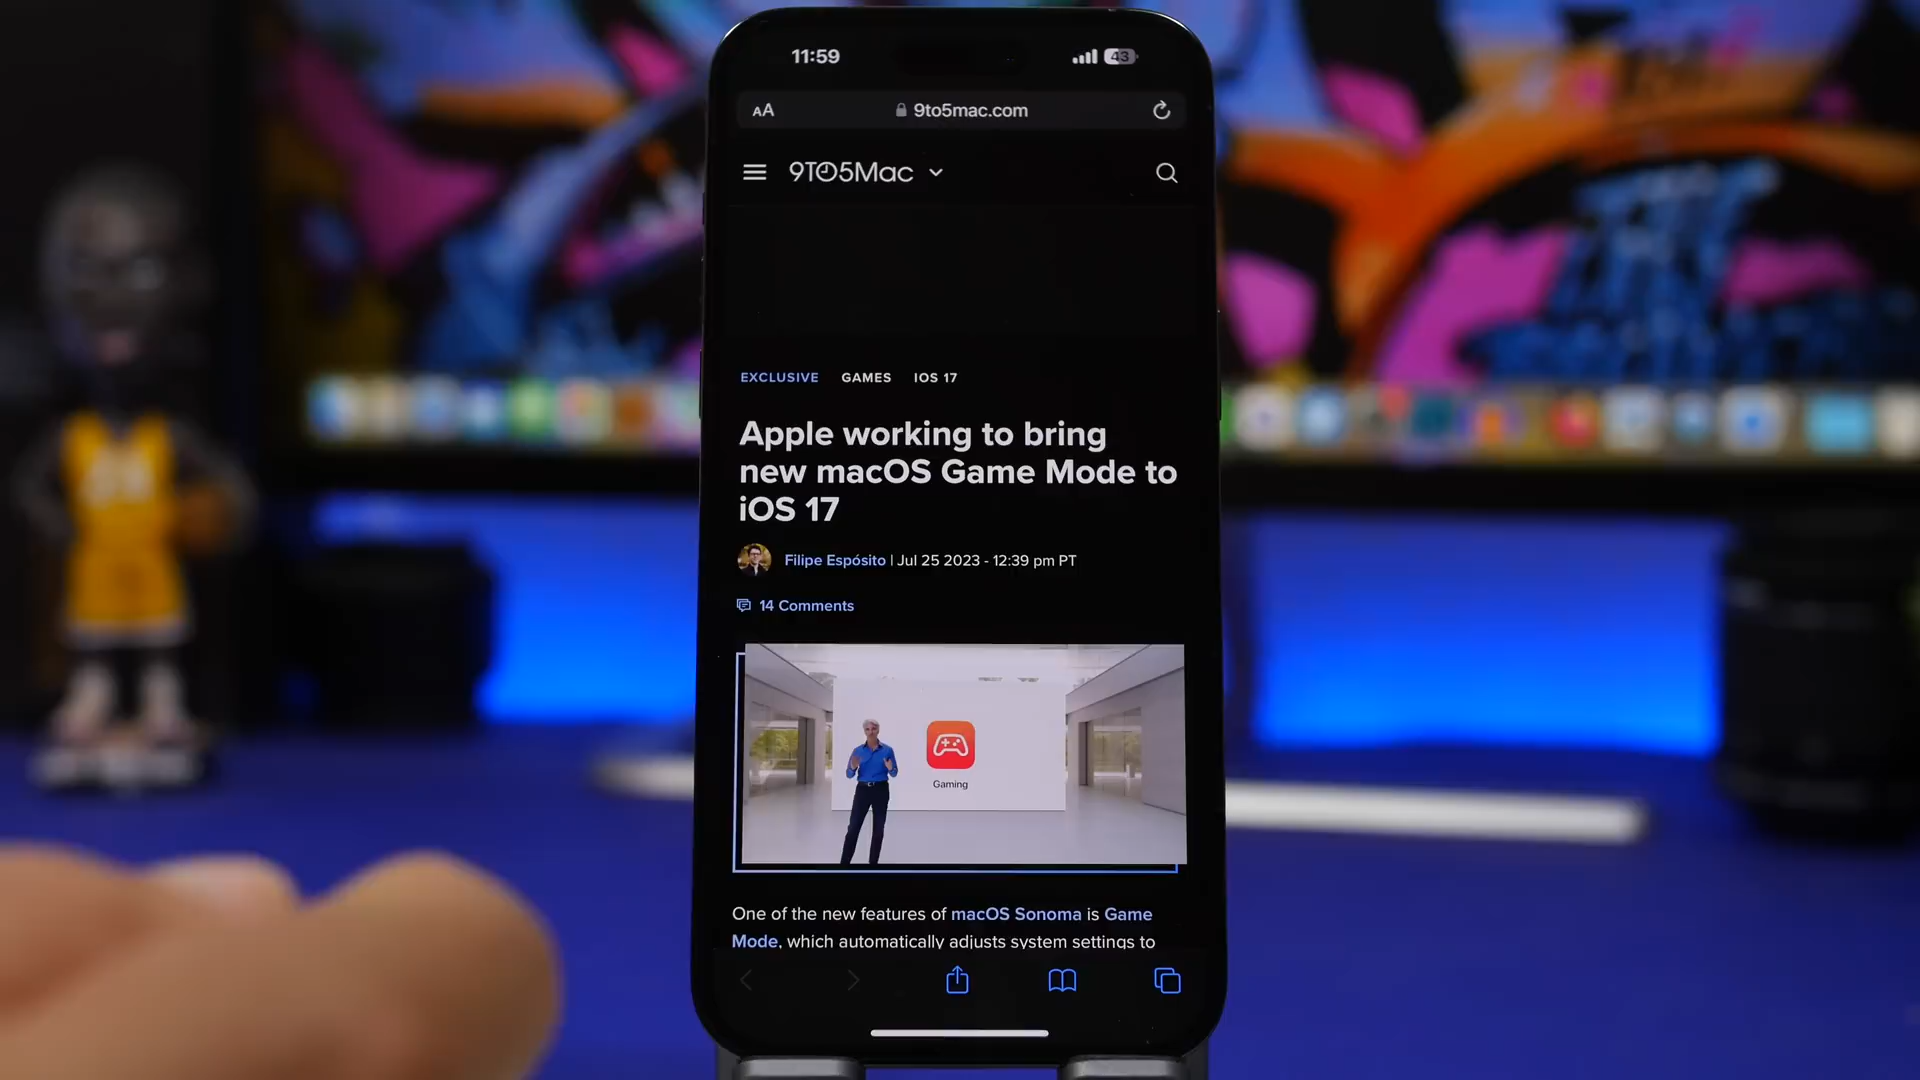 11:59
43
AA
9to5mac.com
9TO5Mac
EXCLUSIVE GAMES IOS 17
Apple working to bring
new macOS Game Mode to
iOS 17
Filipe Espósito | Jul 25 2023 - 12:39 pm PT
14 Comments
Gaming
One of the new features of macOS Sonoma is Game
Mode, which automatically adjusts system settings to